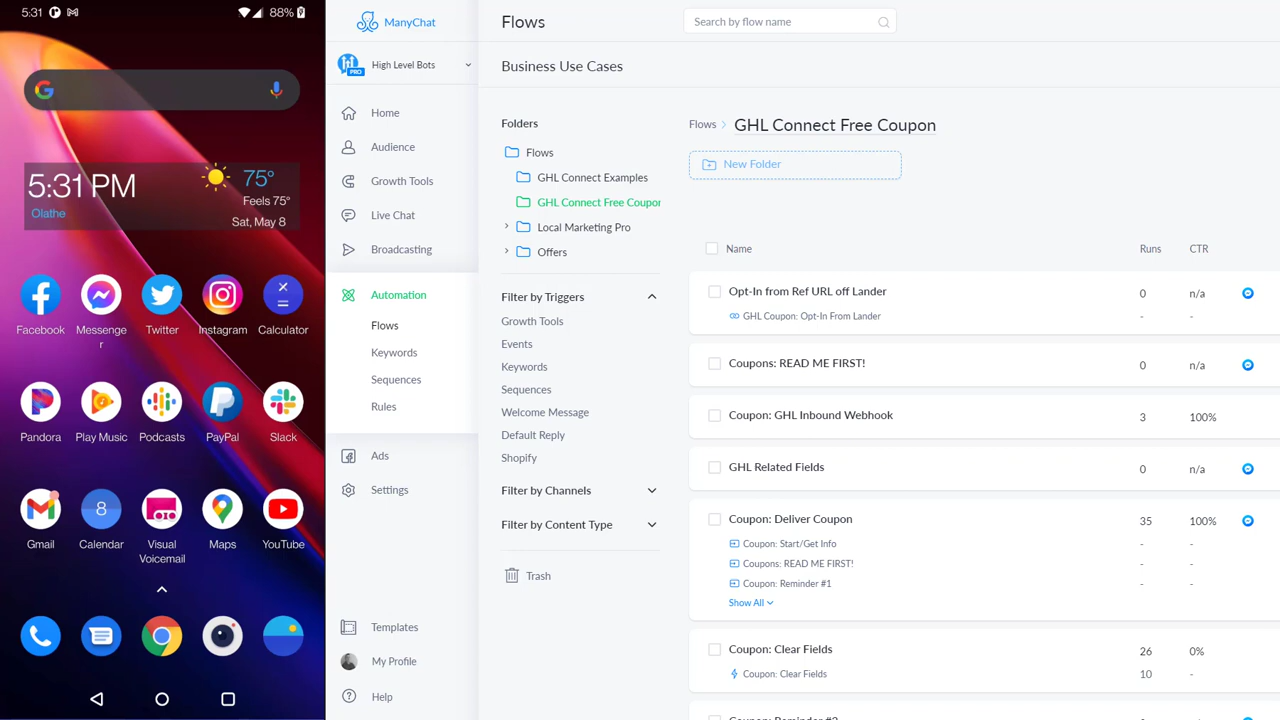 5:31
88%
5:31 PM
Olathe
75°
Feels 75°
Sat, May 8
Facebook
Messenge
r
Twitter
Instagram
Calculator
Pandora
Play Music
Podcasts
PayPal
Slack
8
Gmail
Calendar
Visual
Voicemail
Maps
YouTube
ManyChat
PRO
High Level Bots
Home
Audience
Growth Tools
Live Chat
Broadcasting
Automation
Flows
Keywords
Sequences
Rules
Ads
Settings
Templates
My Profile
Help
Flows
Search by flow name
Business Use Cases
Folders
Flows
GHL Connect Examples
GHL Connect Free Coupon
Local Marketing Pro
Offers
Filter by Triggers
Growth Tools
Events
Keywords
Sequences
Welcome Message
Default Reply
Shopify
Filter by Channels
Filter by Content Type
Trash
Flows > GHL Connect Free Coupon
New Folder
Name Runs CTR
Opt-In from Ref URL off Lander 0 n/a
GHL Coupon: Opt-In From Lander - -
Coupons: READ ME FIRST! 0 n/a
Coupon: GHL Inbound Webhook 3 100%
GHL Related Fields 0 n/a
Coupon: Deliver Coupon 35 100%
Coupon: Start/Get Info - -
Coupons: READ ME FIRST! - -
Coupon: Reminder #1 - -
Show All
Coupon: Clear Fields 26 0%
Coupon: Clear Fields 10 -
Coupon: Reminder #2